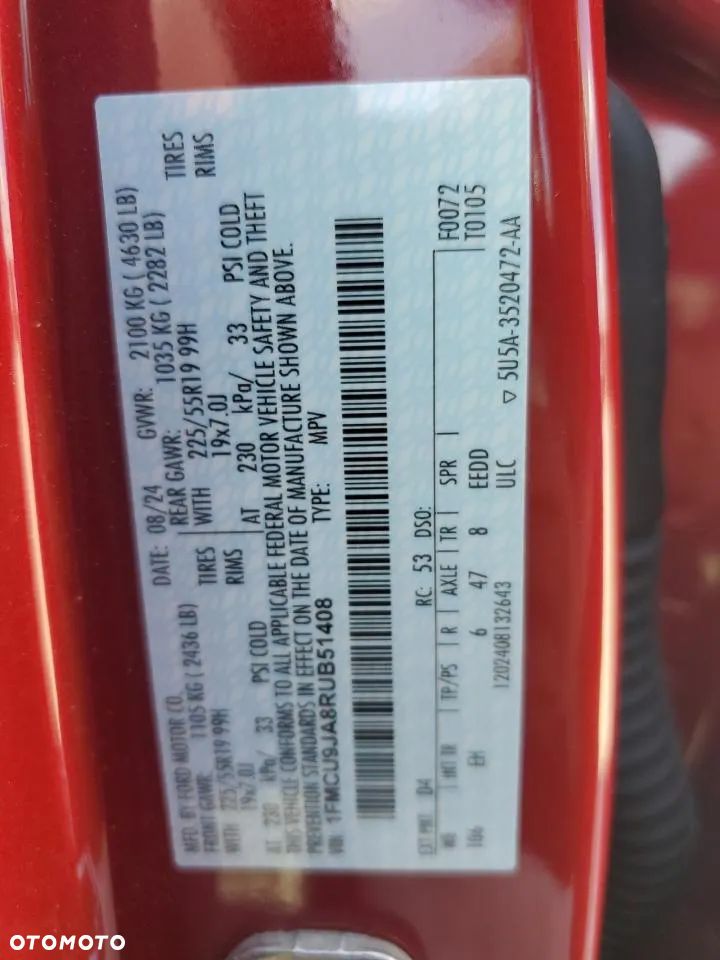 MFD. BY FORD MOTOR CO.
DATE: 08/24 GVWR: 2100 KG ( 4630 LB)
FRONT GAWR: 1105 KG ( 2436 LB) REAR GAWR: 1035 KG ( 2282 LB)
WITH 225/55R19 99H TIRES WITH 225/55R19 99H TIRES
19x7.0J RIMS 19x7.0J RIMS
AT 230 kPa/ 33 PSI COLD AT 230 kPa/ 33 PSI COLD
THIS VEHICLE CONFORMS TO ALL APPLICABLE FEDERAL MOTOR VEHICLE SAFETY AND THEFT
PREVENTION STANDARDS IN EFFECT ON THE DATE OF MANUFACTURE SHOWN ABOVE.
VIN: 1FMCU9JA8RUB51408 TYPE: MPV
EXT PNT: D4 RC: 53 DSO: F0072
WB INT TR TP/PS R AXLE TR SPR T0105
106 EH 6 47 8 EEDD
1202408132643 ULC ▽ 5U5A-3520472-AA
OTOMOTO